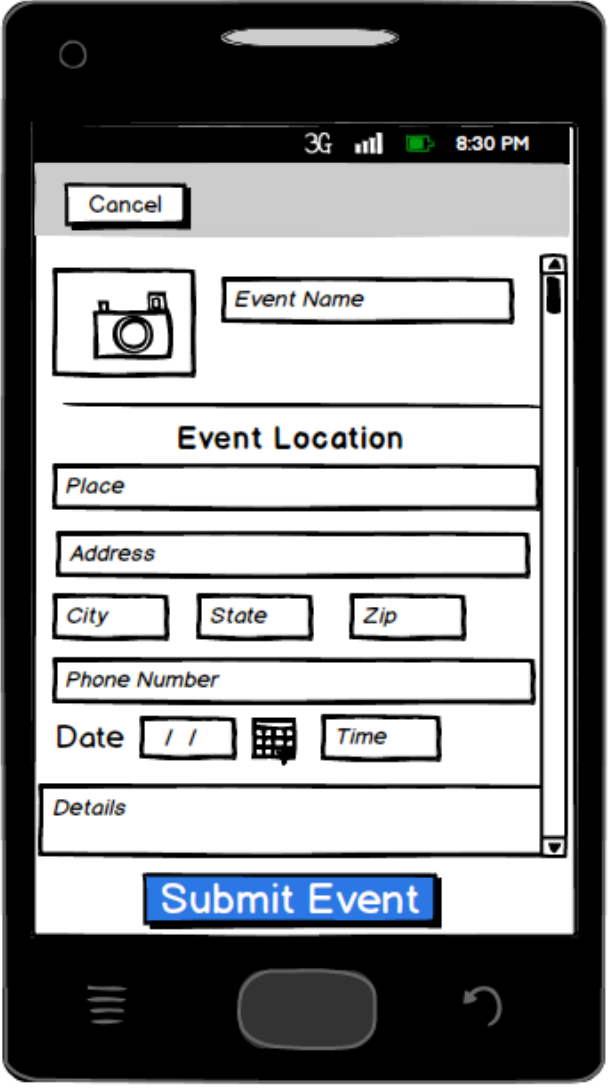 3G 8:30 PM
Cancel
Event Name
Event Location
Place
Address
City State Zip
Phone Number
Date / / Time
Details
Submit Event